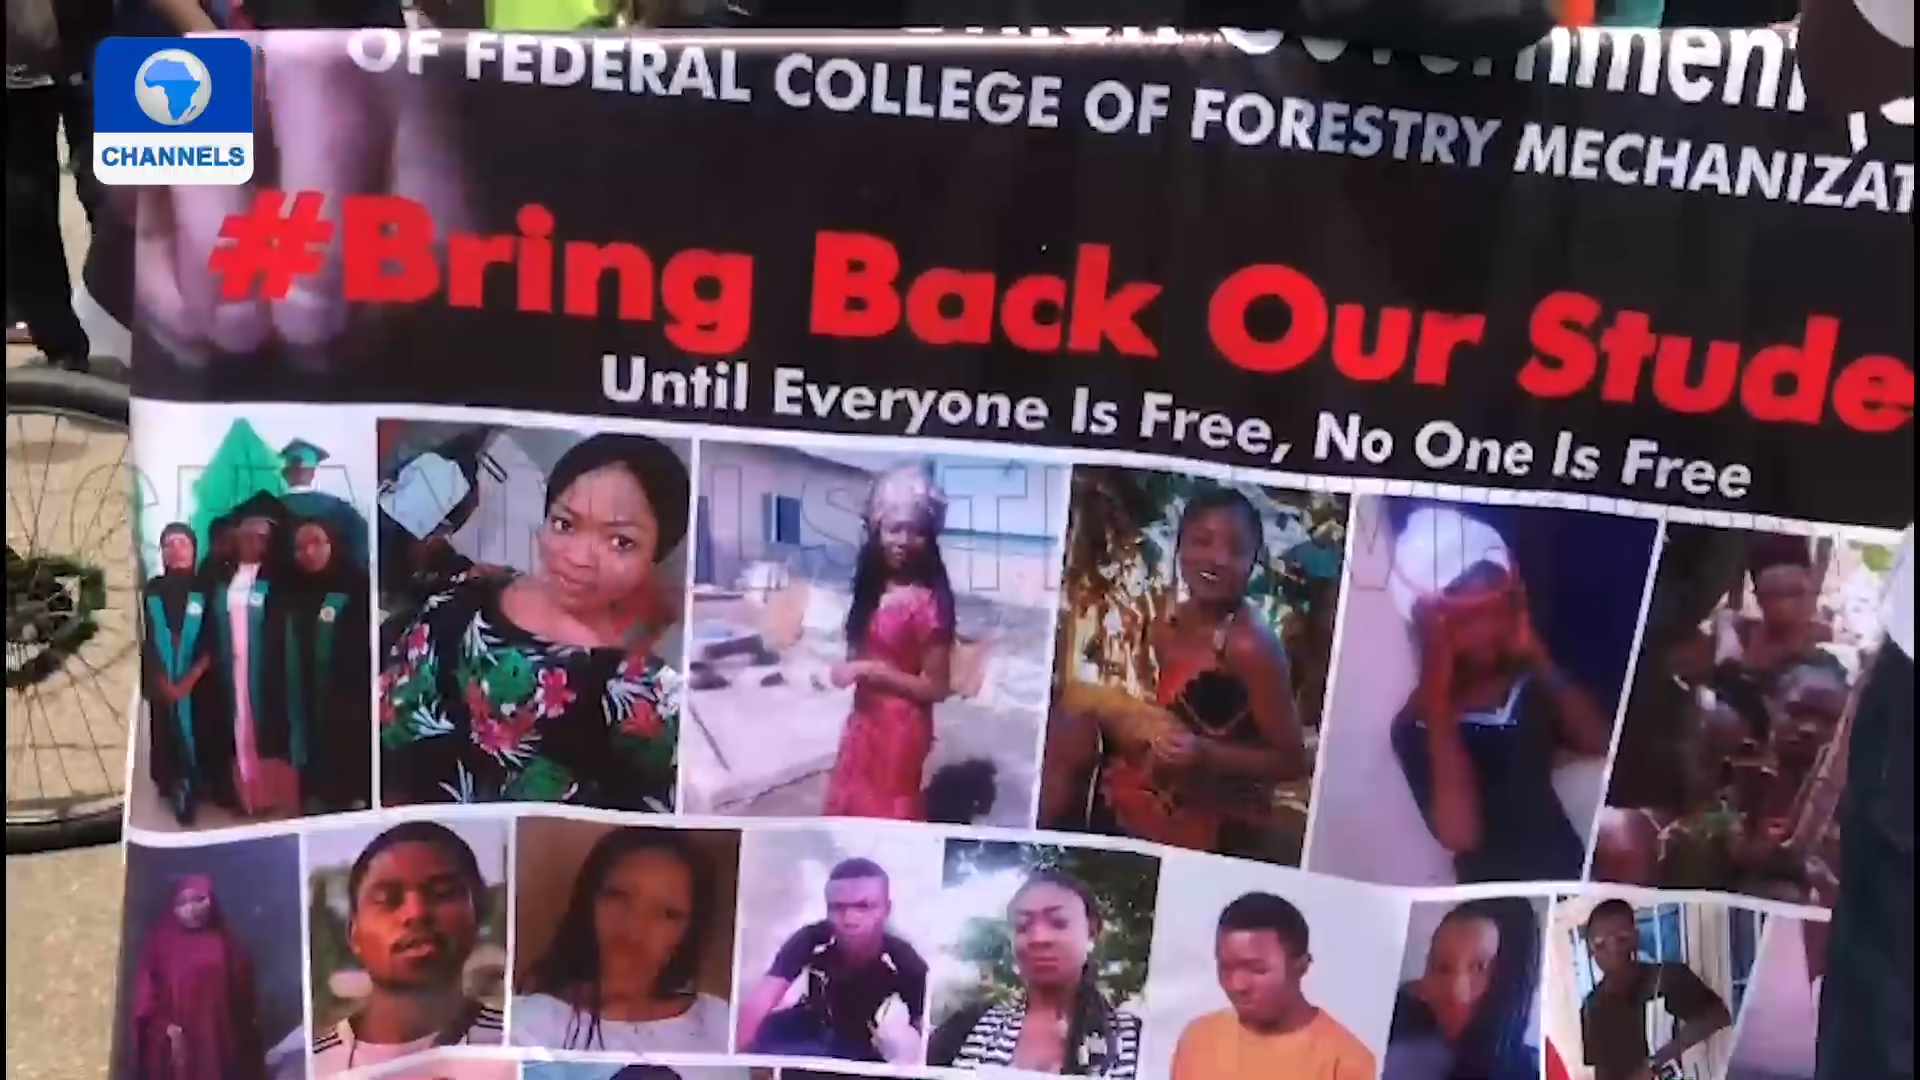 CHANNELS
OF FEDERAL COLLEGE OF FORESTRY MECHANIZAT
#Bring Back Our Stude
Until Everyone Is Free, No One Is Free